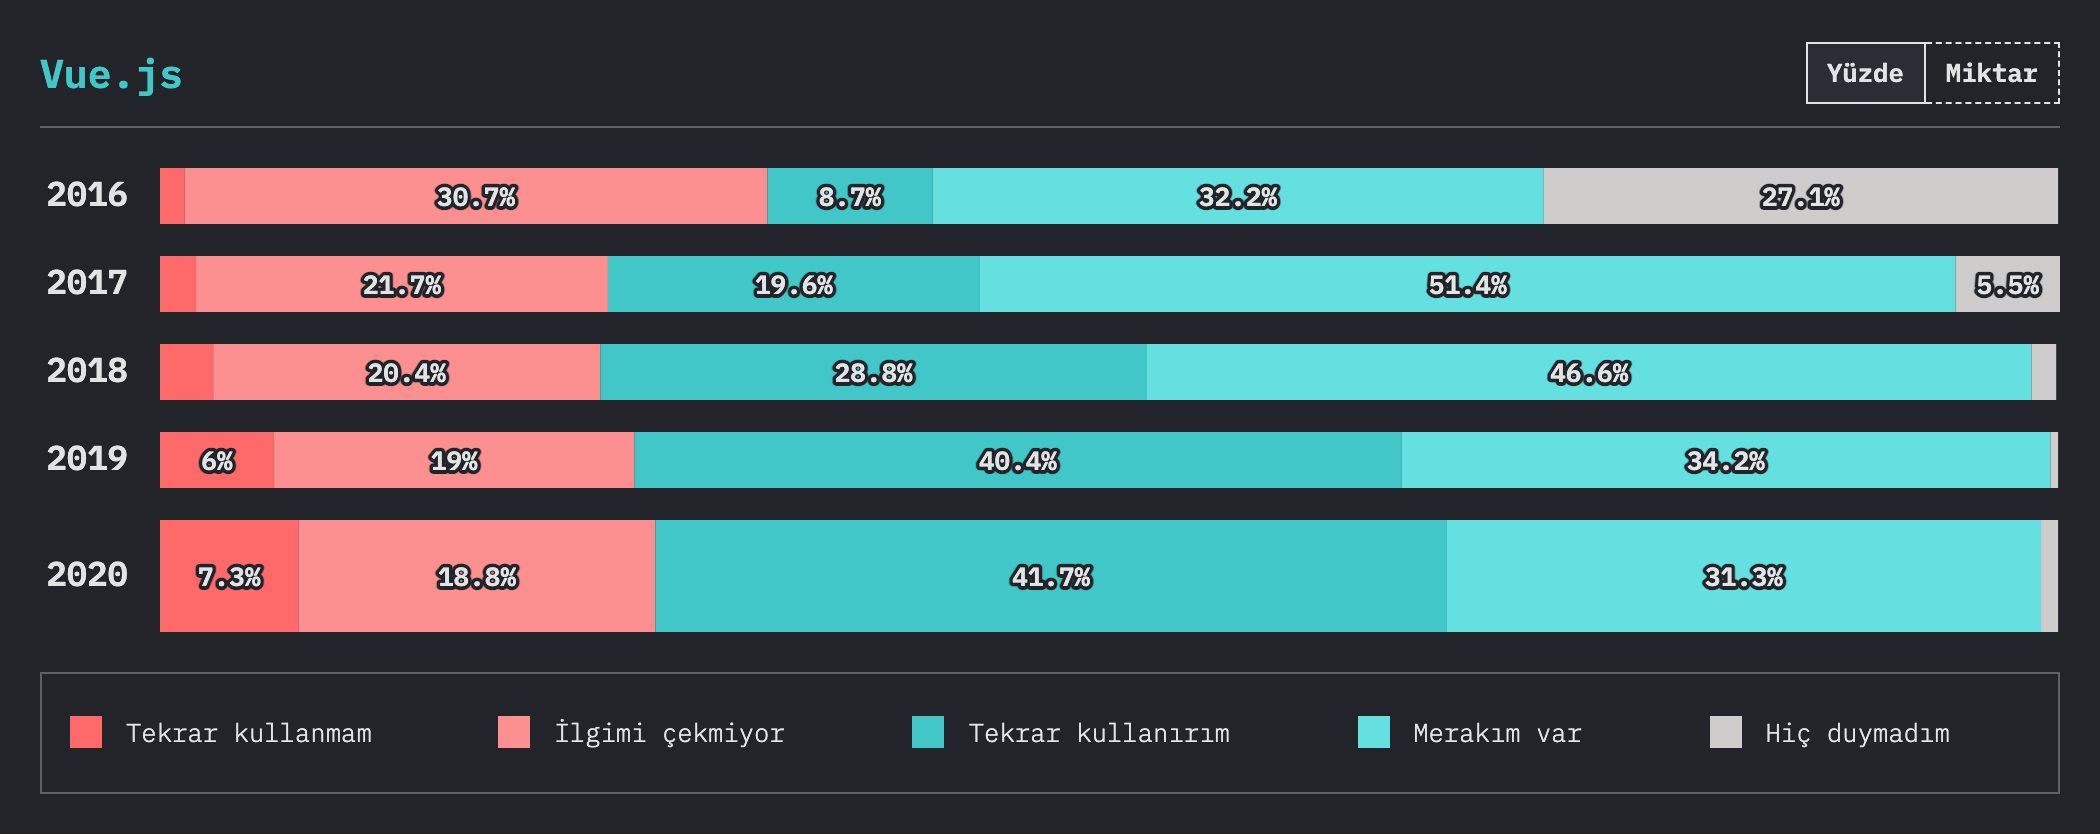 Vue.js
Yüzde Miktar
2016 30.7% 8.7% 32.2% 27.1%
2017 21.7% 19.6% 51.4% 5.5%
2018 20.4% 28.8% 46.6%
2019 6% 19% 40.4% 34.2%
2020 7.3% 18.8% 41.7% 31.3%
Tekrar kullanmam İlgimi çekmiyor Tekrar kullanırım Merakım var Hiç duymadım